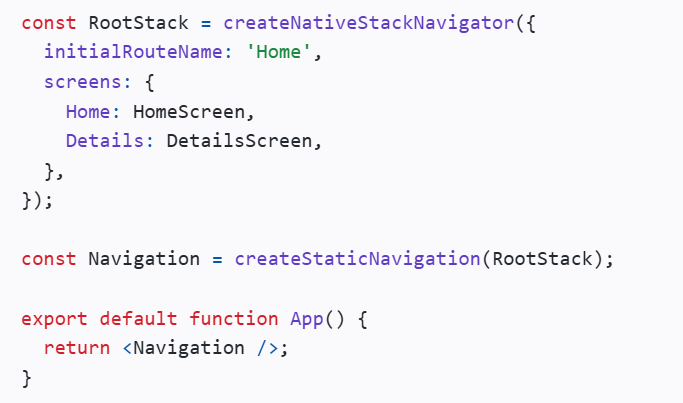 const RootStack = createNativeStackNavigator({
  initialRouteName: 'Home',
  screens: {
    Home: HomeScreen,
    Details: DetailsScreen,
  },
});

const Navigation = createStaticNavigation(RootStack);

export default function App() {
  return <Navigation />;
}